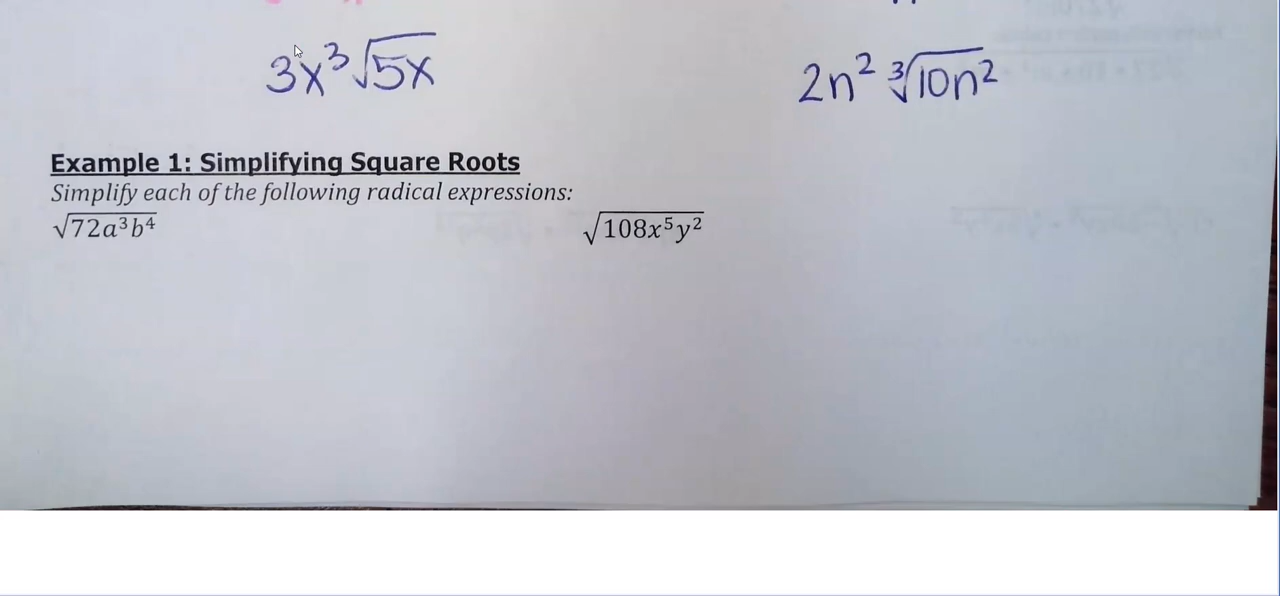 3x³√5x 2n² ∛10n²
Example 1: Simplifying Square Roots
Simplify each of the following radical expressions:
√72a³b⁴ √108x⁵y²